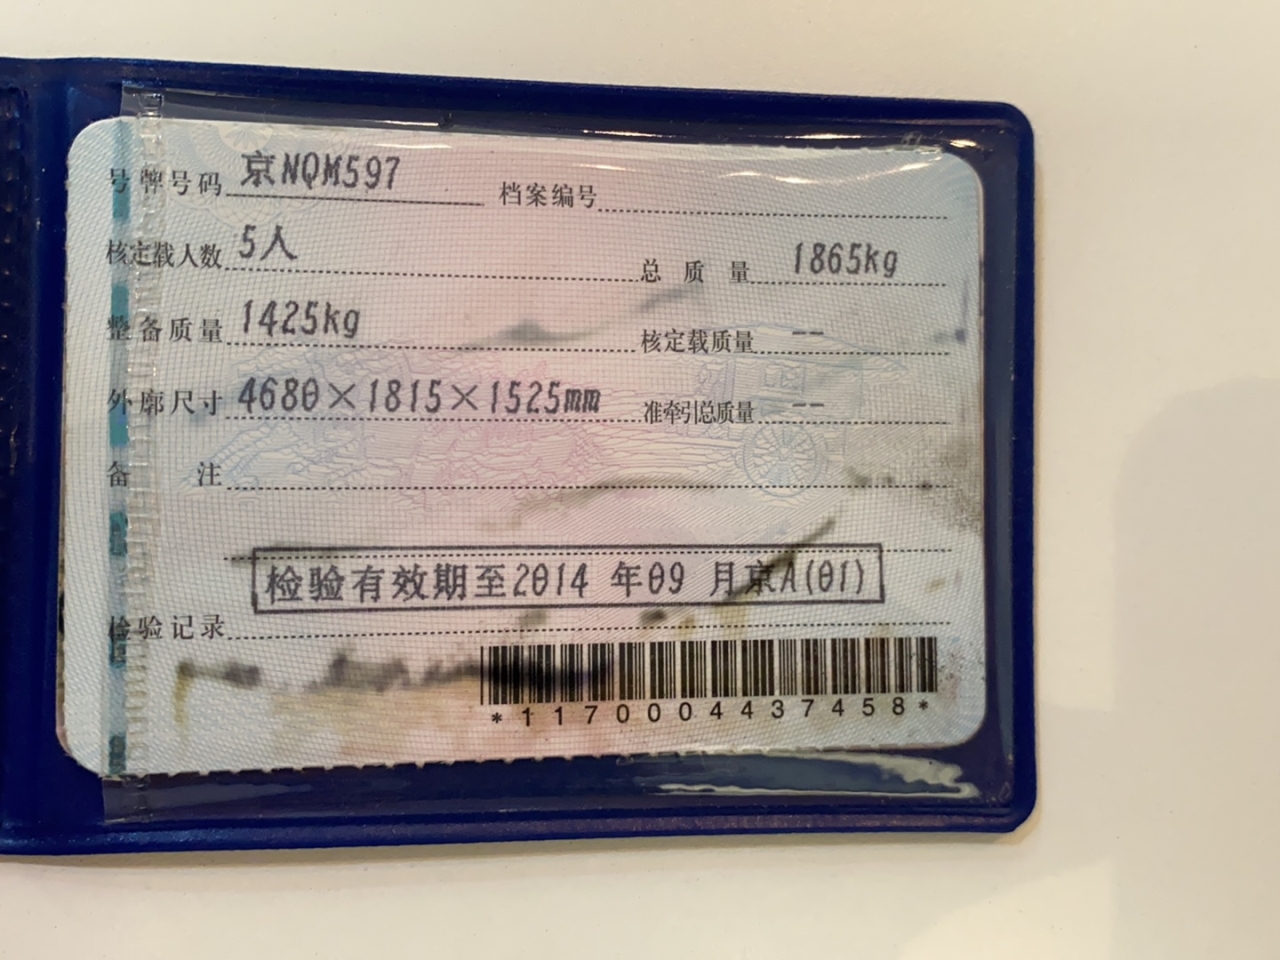 号牌号码 京NQM597 档案编号
核定载人数 5人 总质量 1865kg
整备质量 1425kg 核定载质量 --
外廓尺寸 4680×1815×1525mm 准牵引总质量 --
备注
检验有效期至2014 年09 月京A(01)
检验记录
*1170004437458*